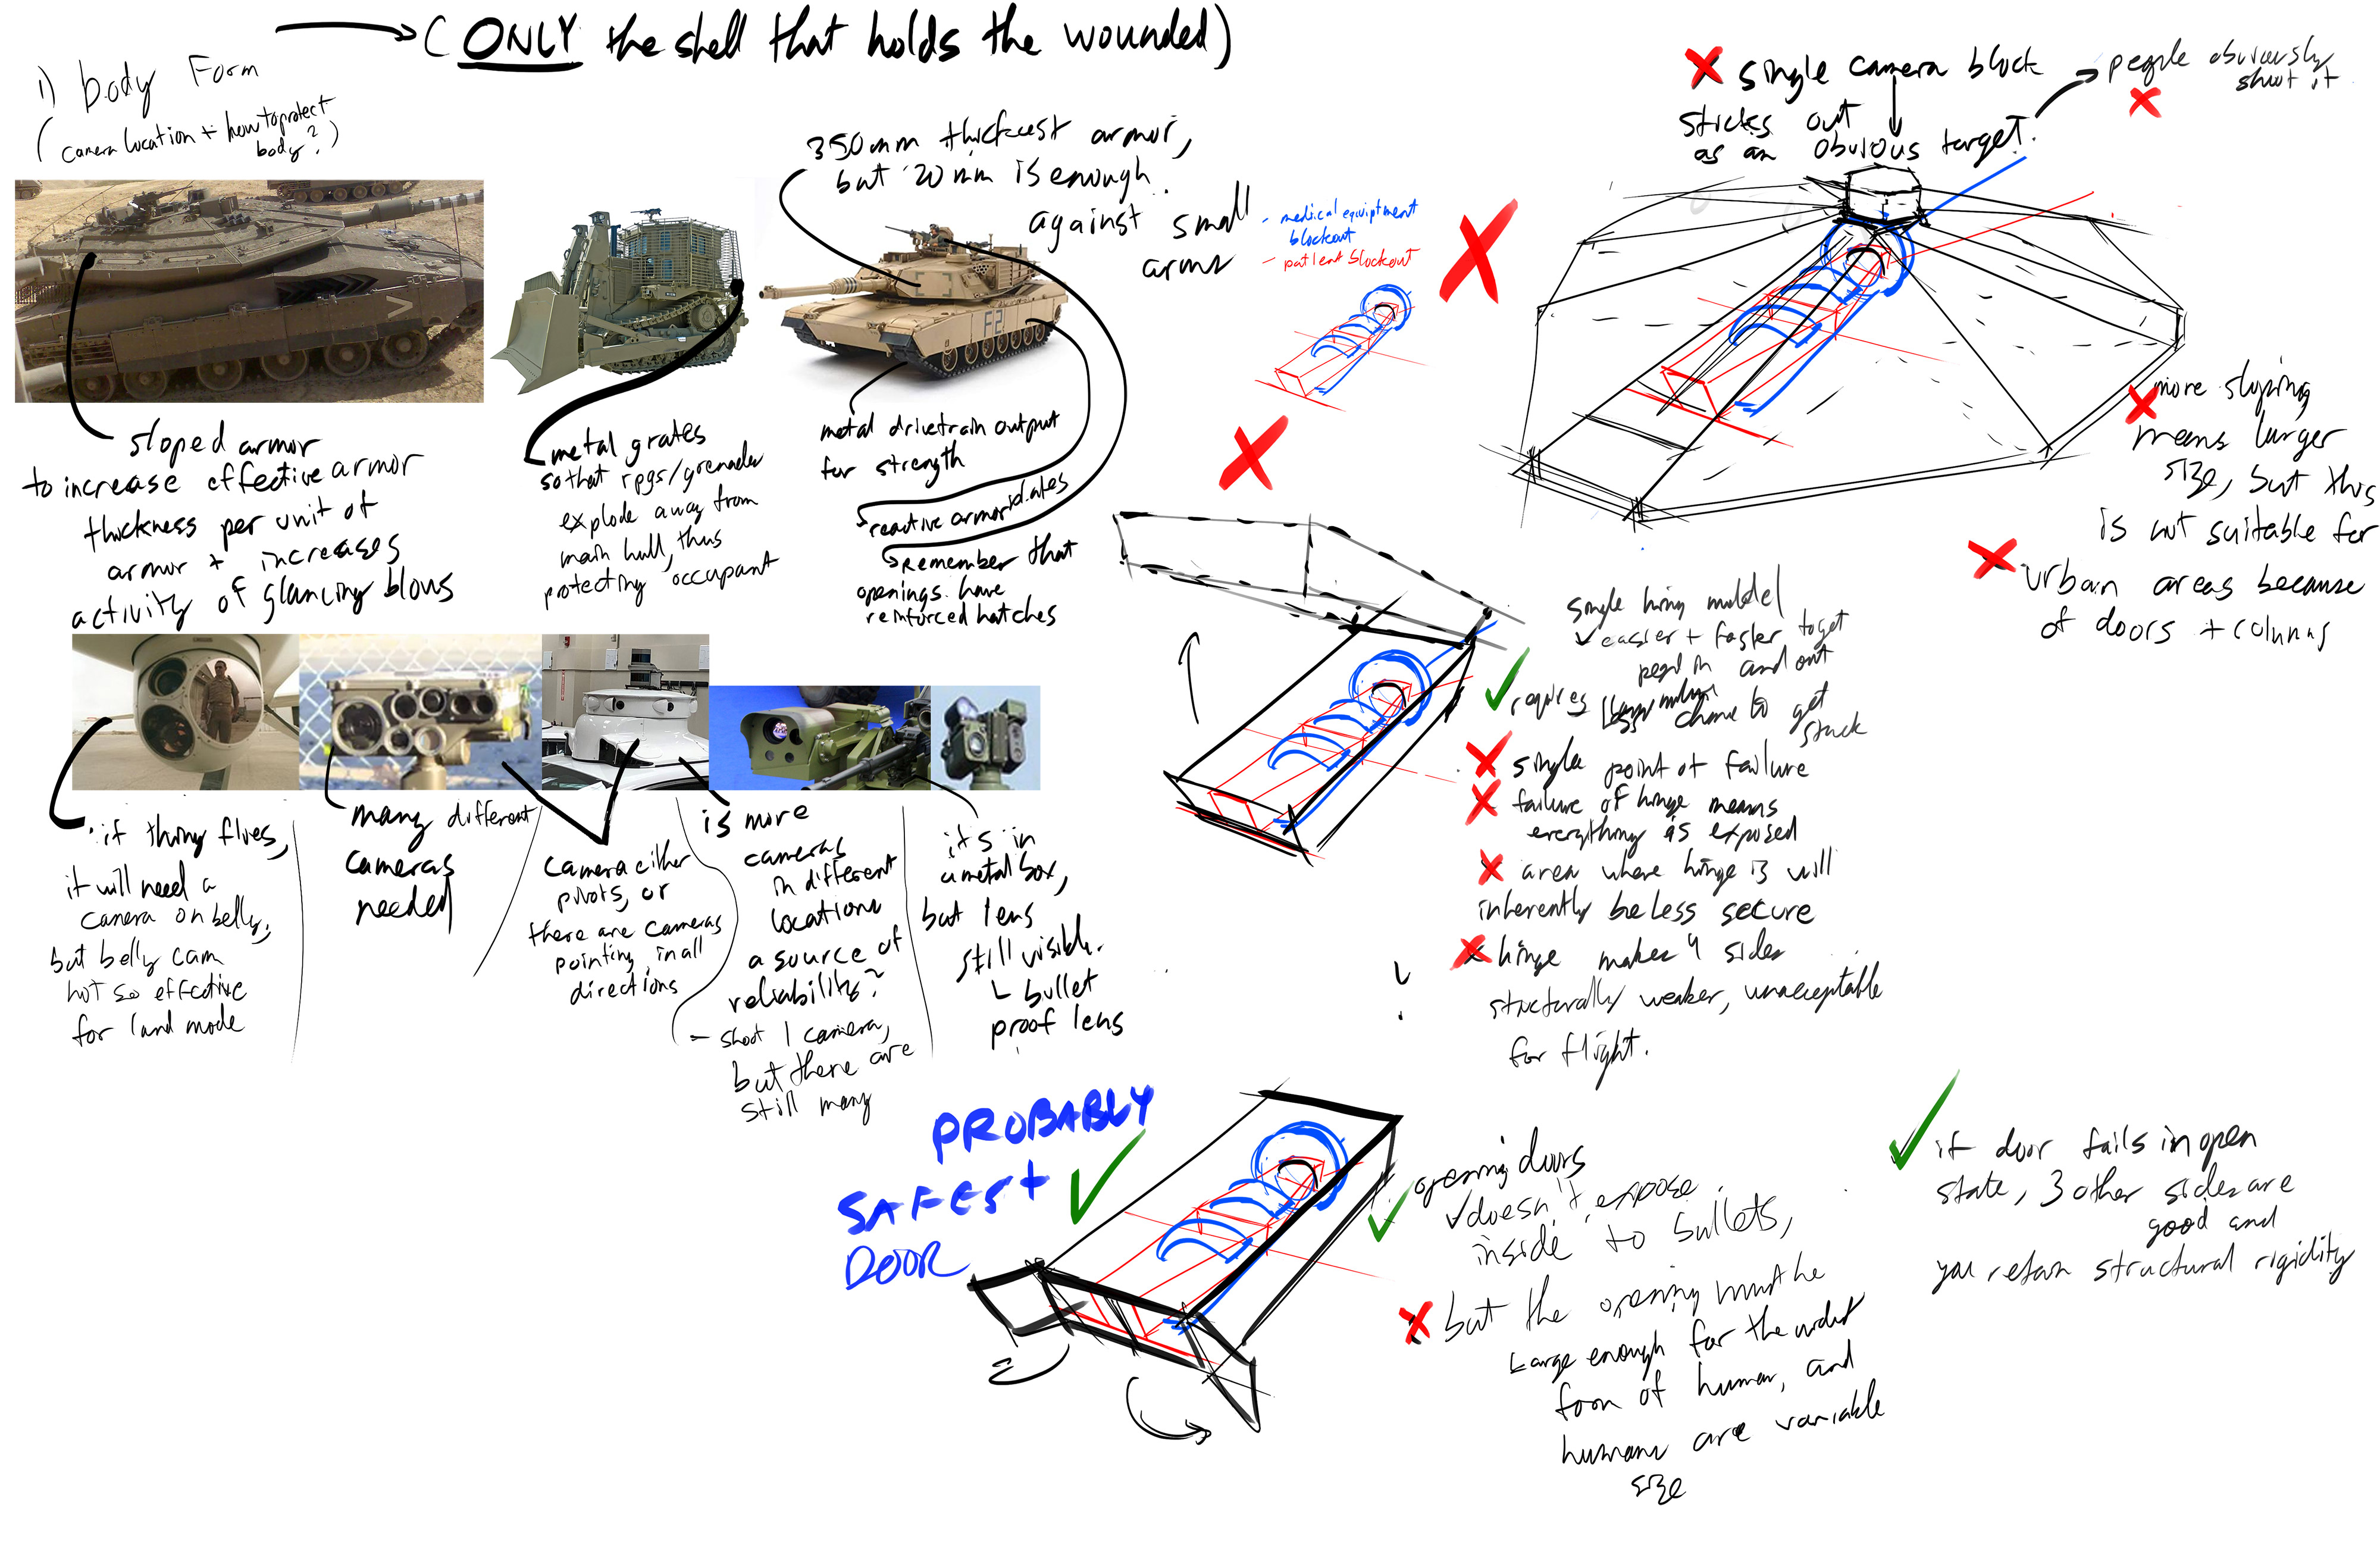 (ONLY the shell that holds the wounded)
1) body Form
(camera location + how to protect
body?)
350mm thickest armor,
but 20 mm is enough
against small
arms
- medical equiptment
blockout
- patient blockout
sloped armor
to increase effective armor
thickness per unit of
armor + increases
activity of glancing blows
metal grates
so that rpgs/grenades
explode away from
main hull, thus
protecting occupant
metal drivetrain output
for strength
reactive armor plates
Remember that
openings have
reinforced hatches
F2
· if thing flies,
it will need a
camera on belly,
but belly cam
not so effective
for land mode
many different
cameras
needed
camera either
pivots, or
there are cameras
pointing in all
directions
is more
cameras
in different
locations
a source of
reliability?
- shoot 1 camera,
but there are
still many
it's in
a metal box,
but lens
still visible.
bullet
proof lens
single camera block
sticks out
as an obvious target.
people obviously
shoot it
more sloping
means larger
size, but this
is not suitable for
urban areas because
of doors + columns
single hinge model
easier + faster to get
in and out
requires
less chance to get
stuck
single point of failure
failure of hinge means
everything is exposed
area where hinge is will
inherently be less secure
hinge makes 4 sides
structurally weaker, unacceptable
for flight.
PROBABLY
SAFEST
DOOR
opening doors
doesn't expose
inside to bullets,
but the opening must be
large enough for the
form of human, and
humans are variable
size
if door fails in open
state, 3 other sides are
good and
you retain structural rigidity